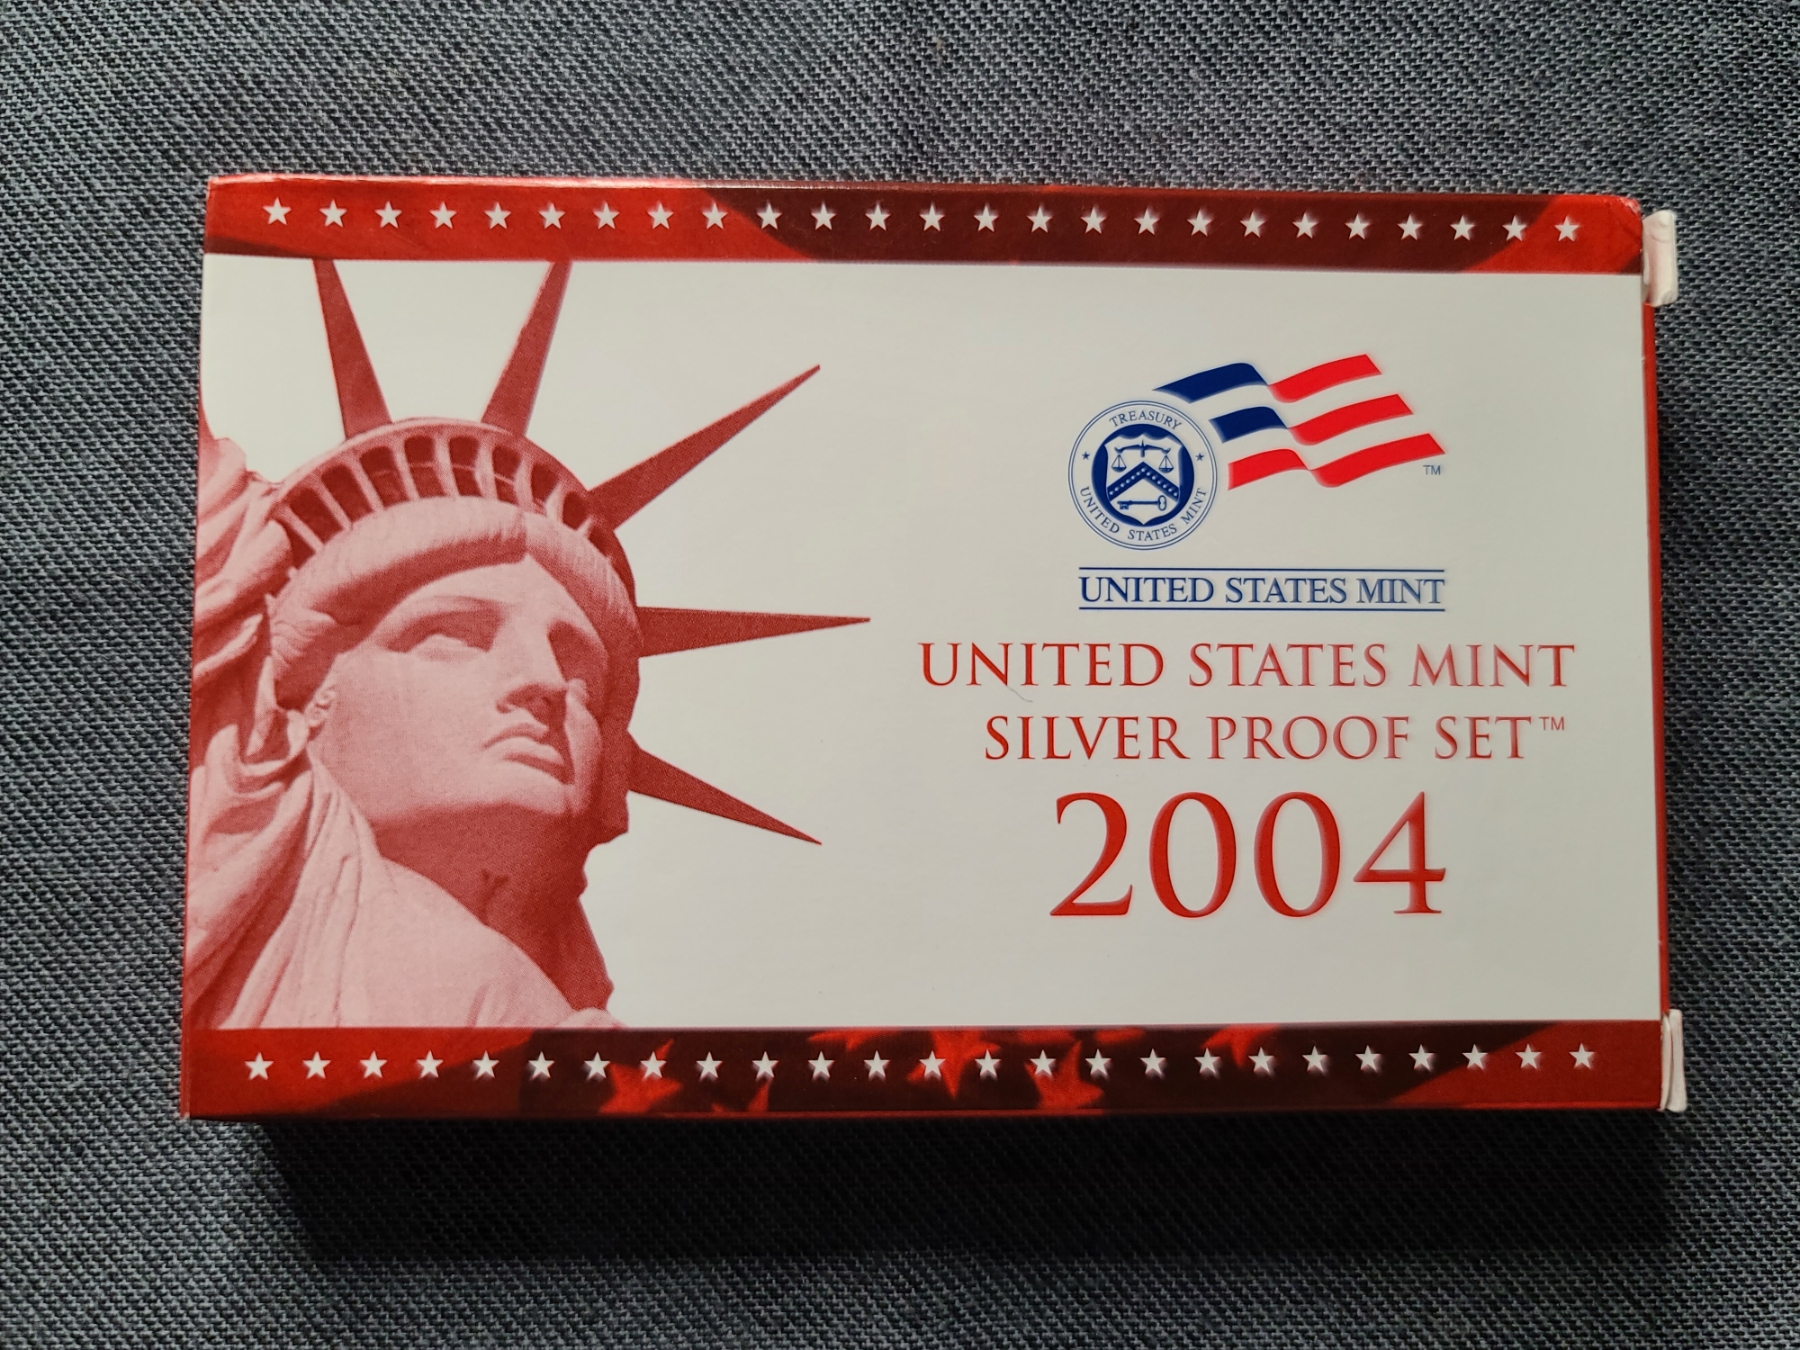 TREASURY
UNITED STATES MINT
TM
UNITED STATES MINT
UNITED STATES MINT
SILVER PROOF SET™
2004